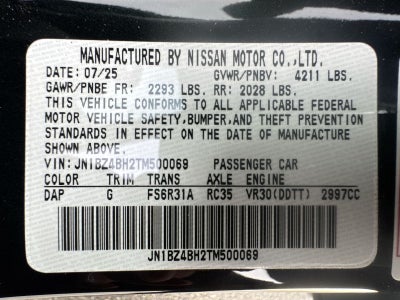 MANUFACTURED BY NISSAN MOTOR CO.,LTD.
DATE: 07/25 GVWR/PNBV: 4211 LBS.
GAWR/PNBE FR: 2293 LBS. RR: 2028 LBS.
THIS VEHICLE CONFORMS TO ALL APPLICABLE FEDERAL
MOTOR VEHICLE SAFETY,BUMPER,AND THEFT PREVENTION
STANDARDS IN EFFECT ON THE DATE OF MANUFACTURE
SHOWN ABOVE.
VIN: JN1BZ4BH2TM500069 PASSENGER CAR
COLOR TRIM TRANS AXLE ENGINE
DAP G FS6R31A RC35 VR30(DDTT) 2997CC
JN1BZ4BH2TM500069